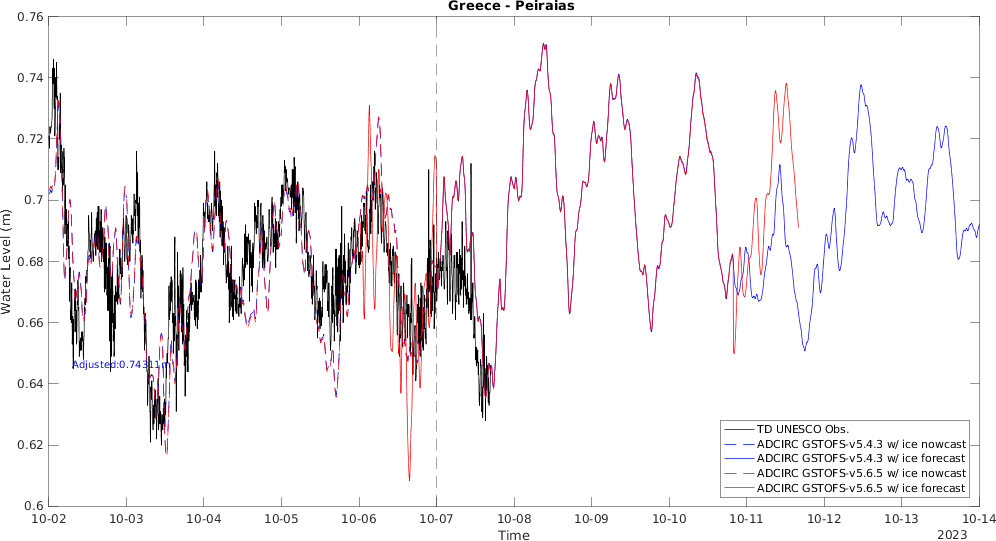 Greece - Peiraias
0.76
0.74
0.72
0.7
0.68
0.66
0.64
0.62
0.6
Water Level (m)
Adjusted:0.74311m
TD UNESCO Obs.
ADCIRC GSTOFS-v5.4.3 w/ ice nowcast
ADCIRC GSTOFS-v5.4.3 w/ ice forecast
ADCIRC GSTOFS-v5.6.5 w/ ice nowcast
ADCIRC GSTOFS-v5.6.5 w/ ice forecast
10-02 10-03 10-04 10-05 10-06 10-07 10-08 10-09 10-10 10-11 10-12 10-13 10-14
Time
2023